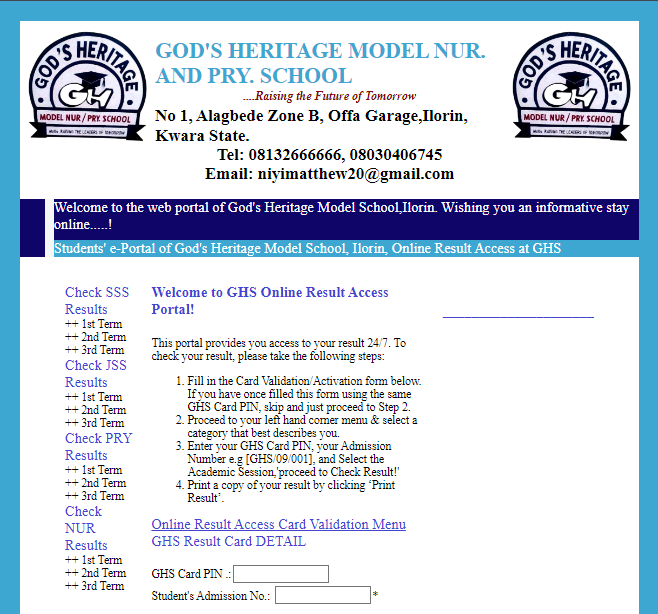 GOD'S HERITAGE
GH
MODEL NUR / PRY. SCHOOL
Motto: RAISING THE LEADERS OF TOMORROW
GOD'S HERITAGE MODEL NUR.
AND PRY. SCHOOL
....Raising the Future of Tomorrow
No 1, Alagbede Zone B, Offa Garage,Ilorin,
Kwara State.
Tel: 08132666666, 08030406745
Email: niyimatthew20@gmail.com
GOD'S HERITAGE
GH
MODEL NUR / PRY. SCHOOL
Motto: RAISING THE LEADERS OF TOMORROW
Welcome to the web portal of God's Heritage Model School,Ilorin. Wishing you an informative stay
online.....!
Students' e-Portal of God's Heritage Model School, Ilorin, Online Result Access at GHS
Check SSS
Results
++ 1st Term
++ 2nd Term
++ 3rd Term
Check JSS
Results
++ 1st Term
++ 2nd Term
++ 3rd Term
Check PRY
Results
++ 1st Term
++ 2nd Term
++ 3rd Term
Check
NUR
Results
++ 1st Term
++ 2nd Term
++ 3rd Term
Welcome to GHS Online Result Access
Portal!
This portal provides you access to your result 24/7. To
check your result, please take the following steps:
1. Fill in the Card Validation/Activation form below.
If you have once filled this form using the same
GHS Card PIN, skip and just proceed to Step 2.
2. Proceed to your left hand corner menu & select a
category that best describes you.
3. Enter your GHS Card PIN, your Admission
Number e.g [GHS/09/001], and Select the
Academic Session,'proceed to Check Result!'
4. Print a copy of your result by clicking ‘Print
Result’.
Online Result Access Card Validation Menu
GHS Result Card DETAIL
GHS Card PIN .:
Student's Admission No.: *